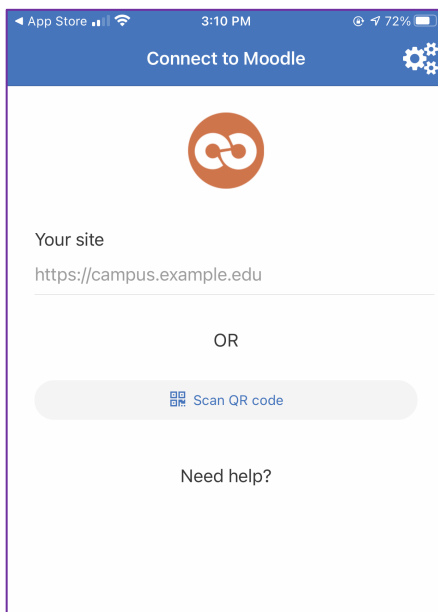 ◀ App Store 3:10 PM 72%
Connect to Moodle
Your site
https://campus.example.edu
OR
Scan QR code
Need help?